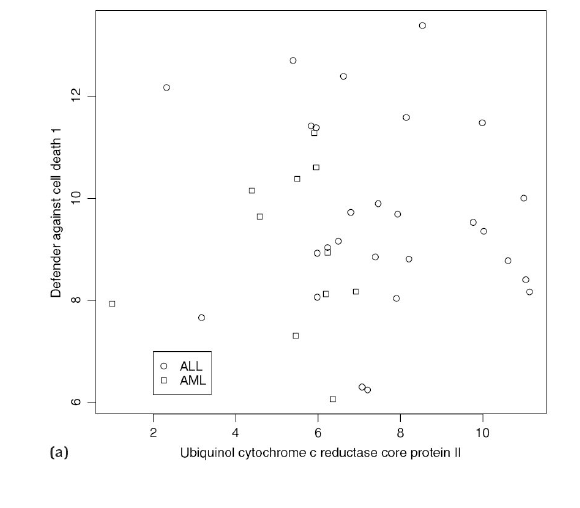 Defender against cell death 1
12
10
8
6
ALL
AML
2 4 6 8 10
(a) Ubiquinol cytochrome c reductase core protein II